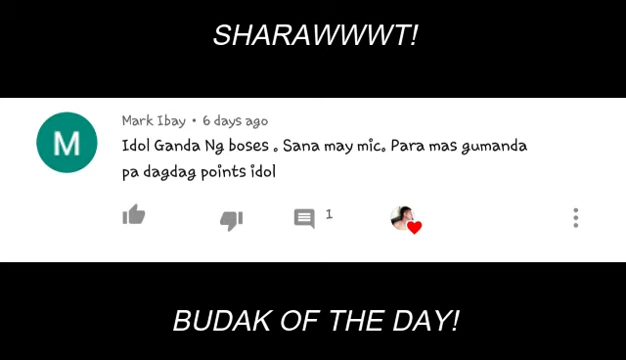 SHARAWWWT!
Mark Ibay • 6 days ago
Idol Ganda Ng boses . Sana may mic. Para mas gumanda
pa dagdag points idol
M
1
BUDAK OF THE DAY!